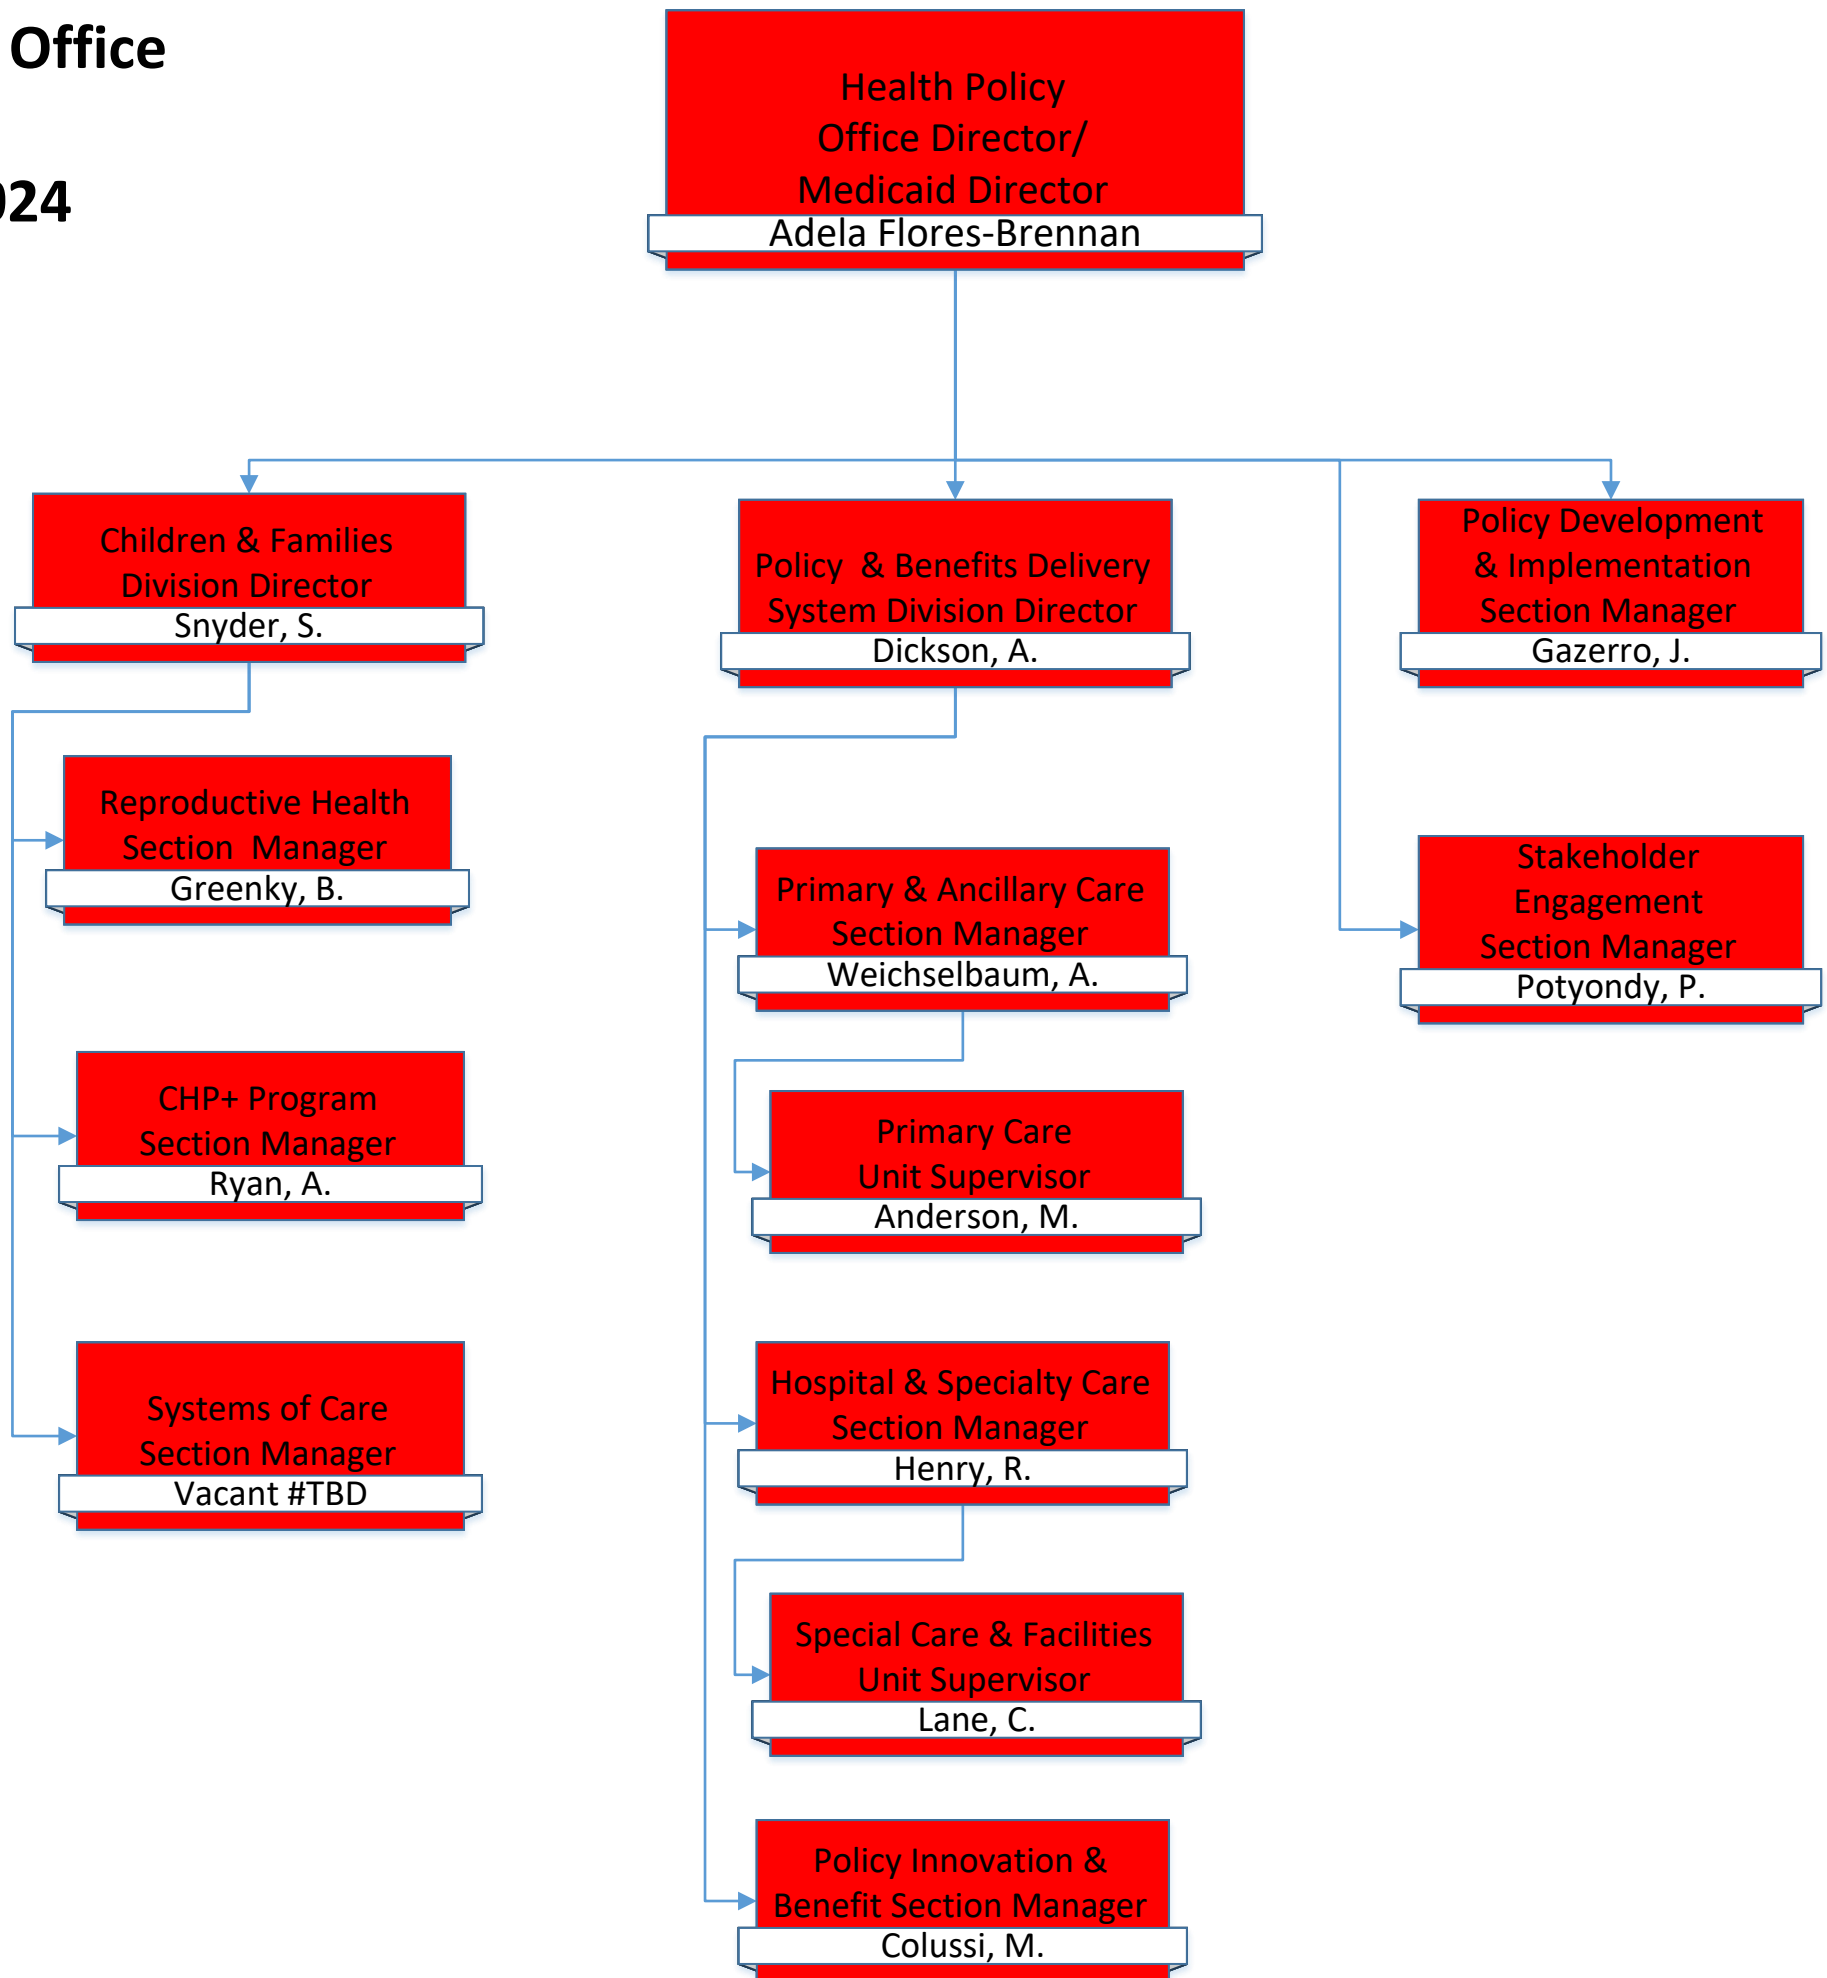 Office
024
Health Policy
Office Director/
Medicaid Director
Adela Flores-Brennan
Children & Families
Division Director
Snyder, S.
Policy & Benefits Delivery
System Division Director
Dickson, A.
Policy Development
& Implementation
Section Manager
Gazerro, J.
Reproductive Health
Section Manager
Greenky, B.
CHP+ Program
Section Manager
Ryan, A.
Systems of Care
Section Manager
Vacant #TBD
Primary & Ancillary Care
Section Manager
Weichselbaum, A.
Primary Care
Unit Supervisor
Anderson, M.
Hospital & Specialty Care
Section Manager
Henry, R.
Special Care & Facilities
Unit Supervisor
Lane, C.
Policy Innovation &
Benefit Section Manager
Colussi, M.
Stakeholder
Engagement
Section Manager
Potyondy, P.